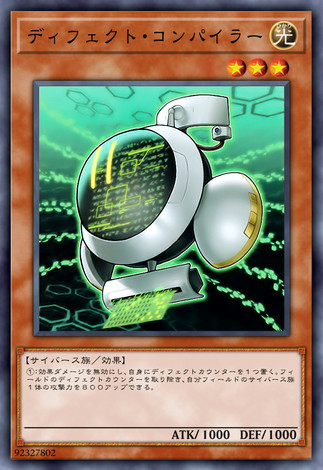 ディフェクト・コンパイラー
光
【サイバース族／効果】
①：効果ダメージを無効にし、自身にディフェクトカウンターを１つ置く。フィ
ールドのディフェクトカウンターを取り除き、自分フィールドのサイバース族
１体の攻撃力を８００アップできる。
ATK/ 1000 DEF/ 1000
92327802